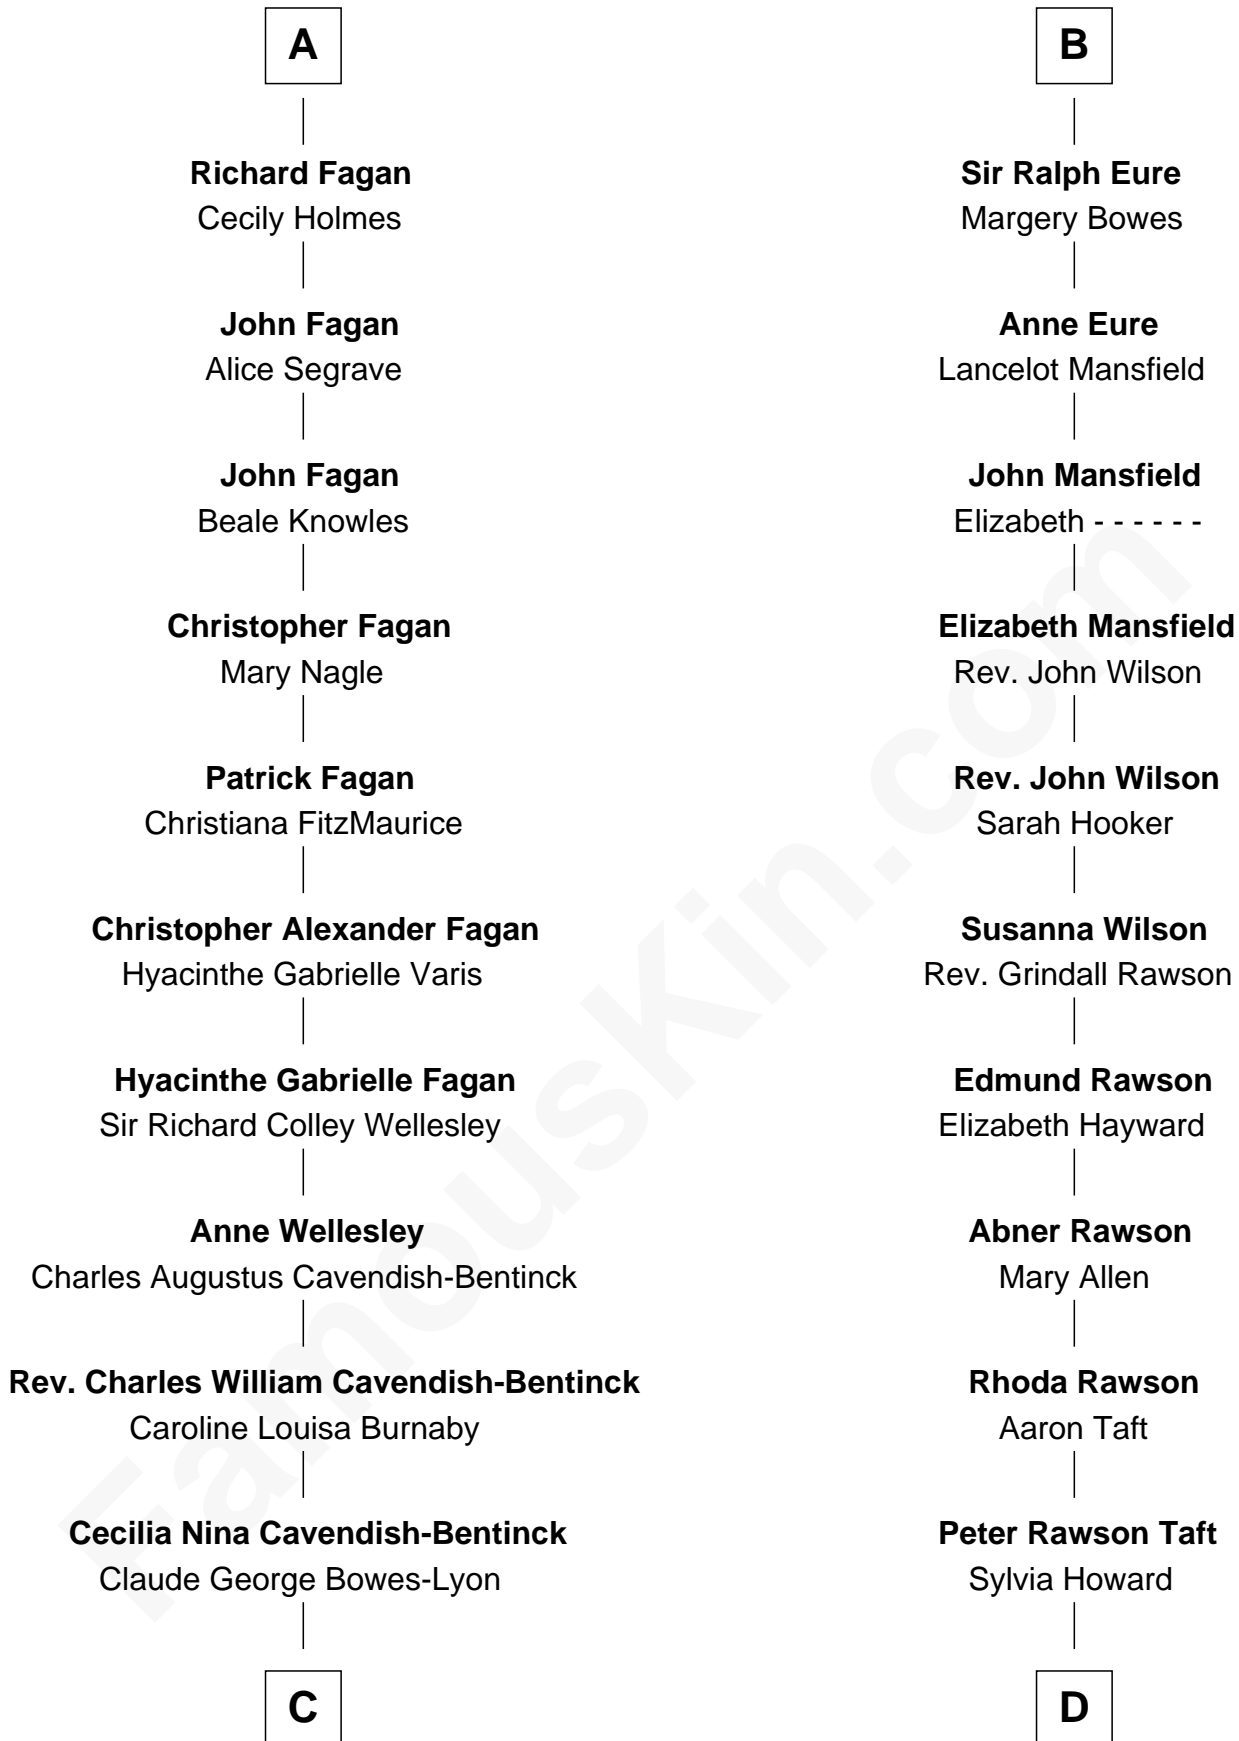 A
Richard Fagan
Cecily Holmes
John Fagan
Alice Segrave
John Fagan
Beale Knowles
Christopher Fagan
Mary Nagle
Patrick Fagan
Christiana FitzMaurice
Christopher Alexander Fagan
Hyacinthe Gabrielle Varis
Hyacinthe Gabrielle Fagan
Sir Richard Colley Wellesley
Anne Wellesley
Charles Augustus Cavendish-Bentinck
Rev. Charles William Cavendish-Bentinck
Caroline Louisa Burnaby
Cecilia Nina Cavendish-Bentinck
Claude George Bowes-Lyon
C
B
Sir Ralph Eure
Margery Bowes
Anne Eure
Lancelot Mansfield
John Mansfield
Elizabeth - - - - - -
Elizabeth Mansfield
Rev. John Wilson
Rev. John Wilson
Sarah Hooker
Susanna Wilson
Rev. Grindall Rawson
Edmund Rawson
Elizabeth Hayward
Abner Rawson
Mary Allen
Rhoda Rawson
Aaron Taft
Peter Rawson Taft
Sylvia Howard
D
FamousKin.com